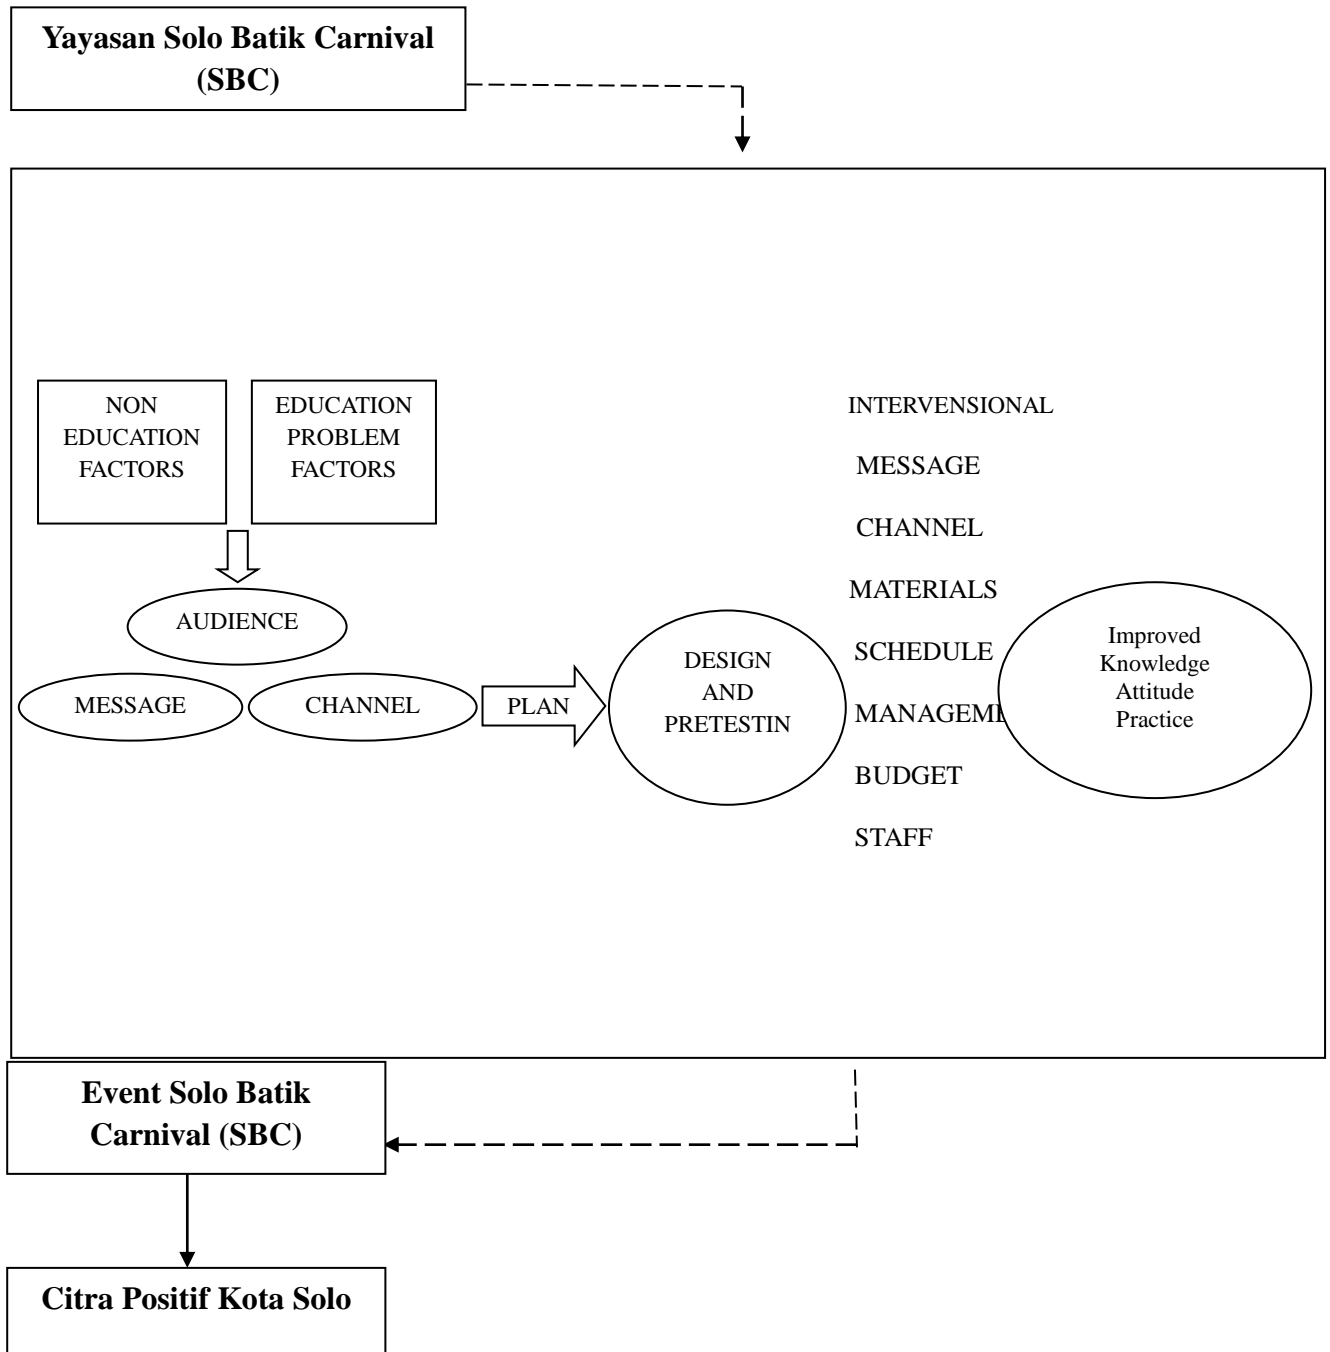 Yayasan Solo Batik Carnival
(SBC)
NON
EDUCATION
FACTORS
EDUCATION
PROBLEM
FACTORS
AUDIENCE
MESSAGE
CHANNEL
PLAN
DESIGN
AND
PRETESTIN
INTERVENSIONAL
MESSAGE
CHANNEL
MATERIALS
SCHEDULE
MANAGEME
BUDGET
STAFF
Improved
Knowledge
Attitude
Practice
Event Solo Batik
Carnival (SBC)
Citra Positif Kota Solo